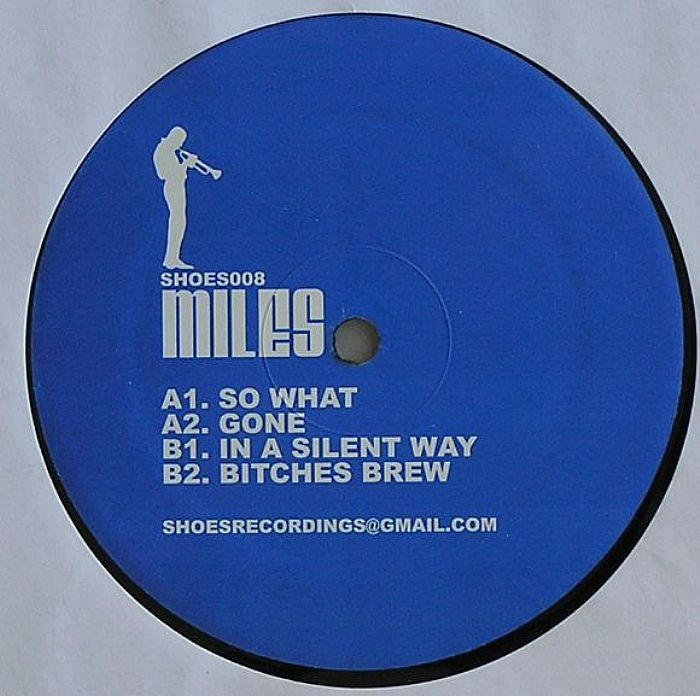 SHOES008
MILES
A1. SO WHAT
A2. GONE
B1. IN A SILENT WAY
B2. BITCHES BREW
SHOESRECORDINGS@GMAIL.COM